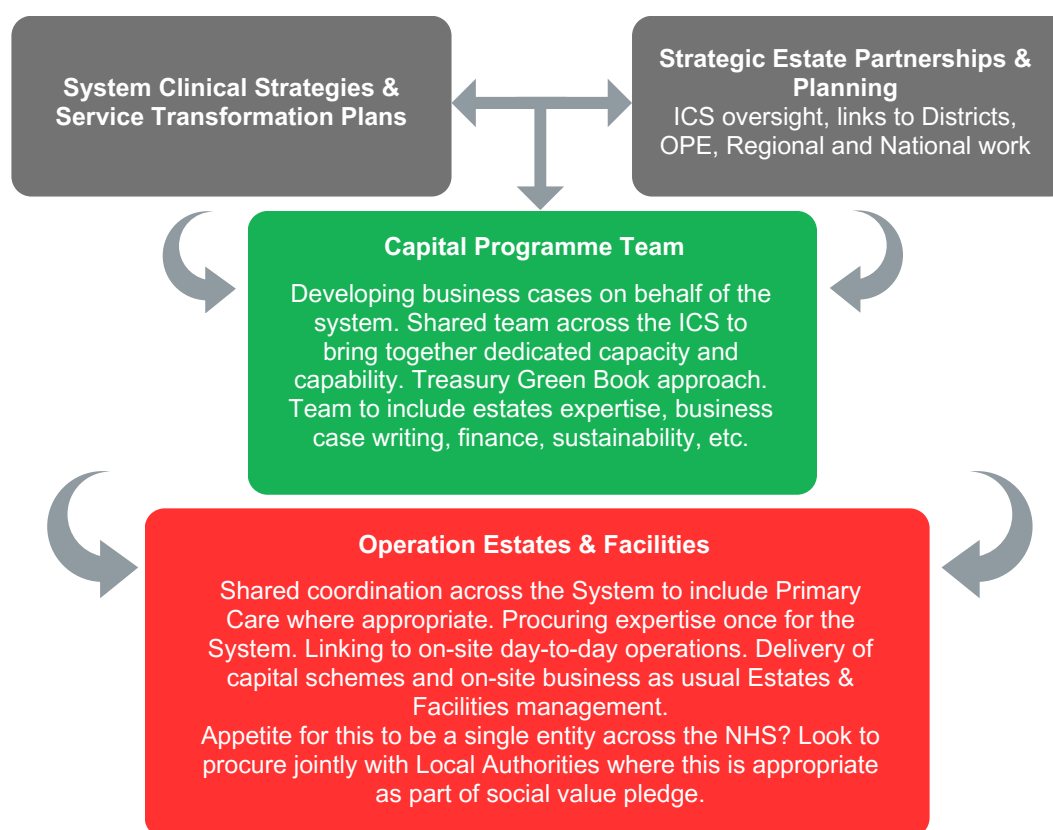 System Clinical Strategies &
Service Transformation Plans
Strategic Estate Partnerships &
Planning
ICS oversight, links to Districts,
OPE, Regional and National work
Capital Programme Team
Developing business cases on behalf of the
system. Shared team across the ICS to
bring together dedicated capacity and
capability. Treasury Green Book approach.
Team to include estates expertise, business
case writing, finance, sustainability, etc.
Operation Estates & Facilities
Shared coordination across the System to include Primary
Care where appropriate. Procuring expertise once for the
System. Linking to on-site day-to-day operations. Delivery of
capital schemes and on-site business as usual Estates &
Facilities management.
Appetite for this to be a single entity across the NHS? Look to
procure jointly with Local Authorities where this is appropriate
as part of social value pledge.